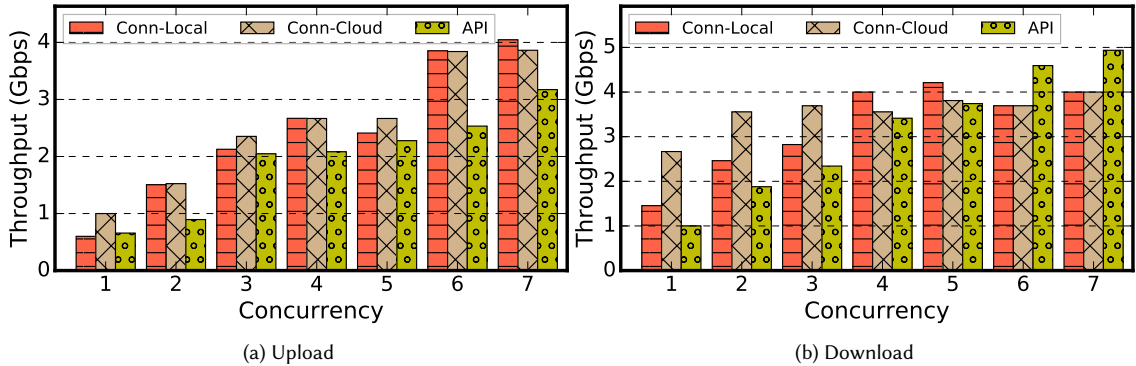 Conn-Local Conn-Cloud API
Throughput (Gbps)
4
3
2
1
0
1 2 3 4 5 6 7
Concurrency
(a) Upload
Conn-Local Conn-Cloud API
Throughput (Gbps)
5
4
3
2
1
0
1 2 3 4 5 6 7
Concurrency
(b) Download